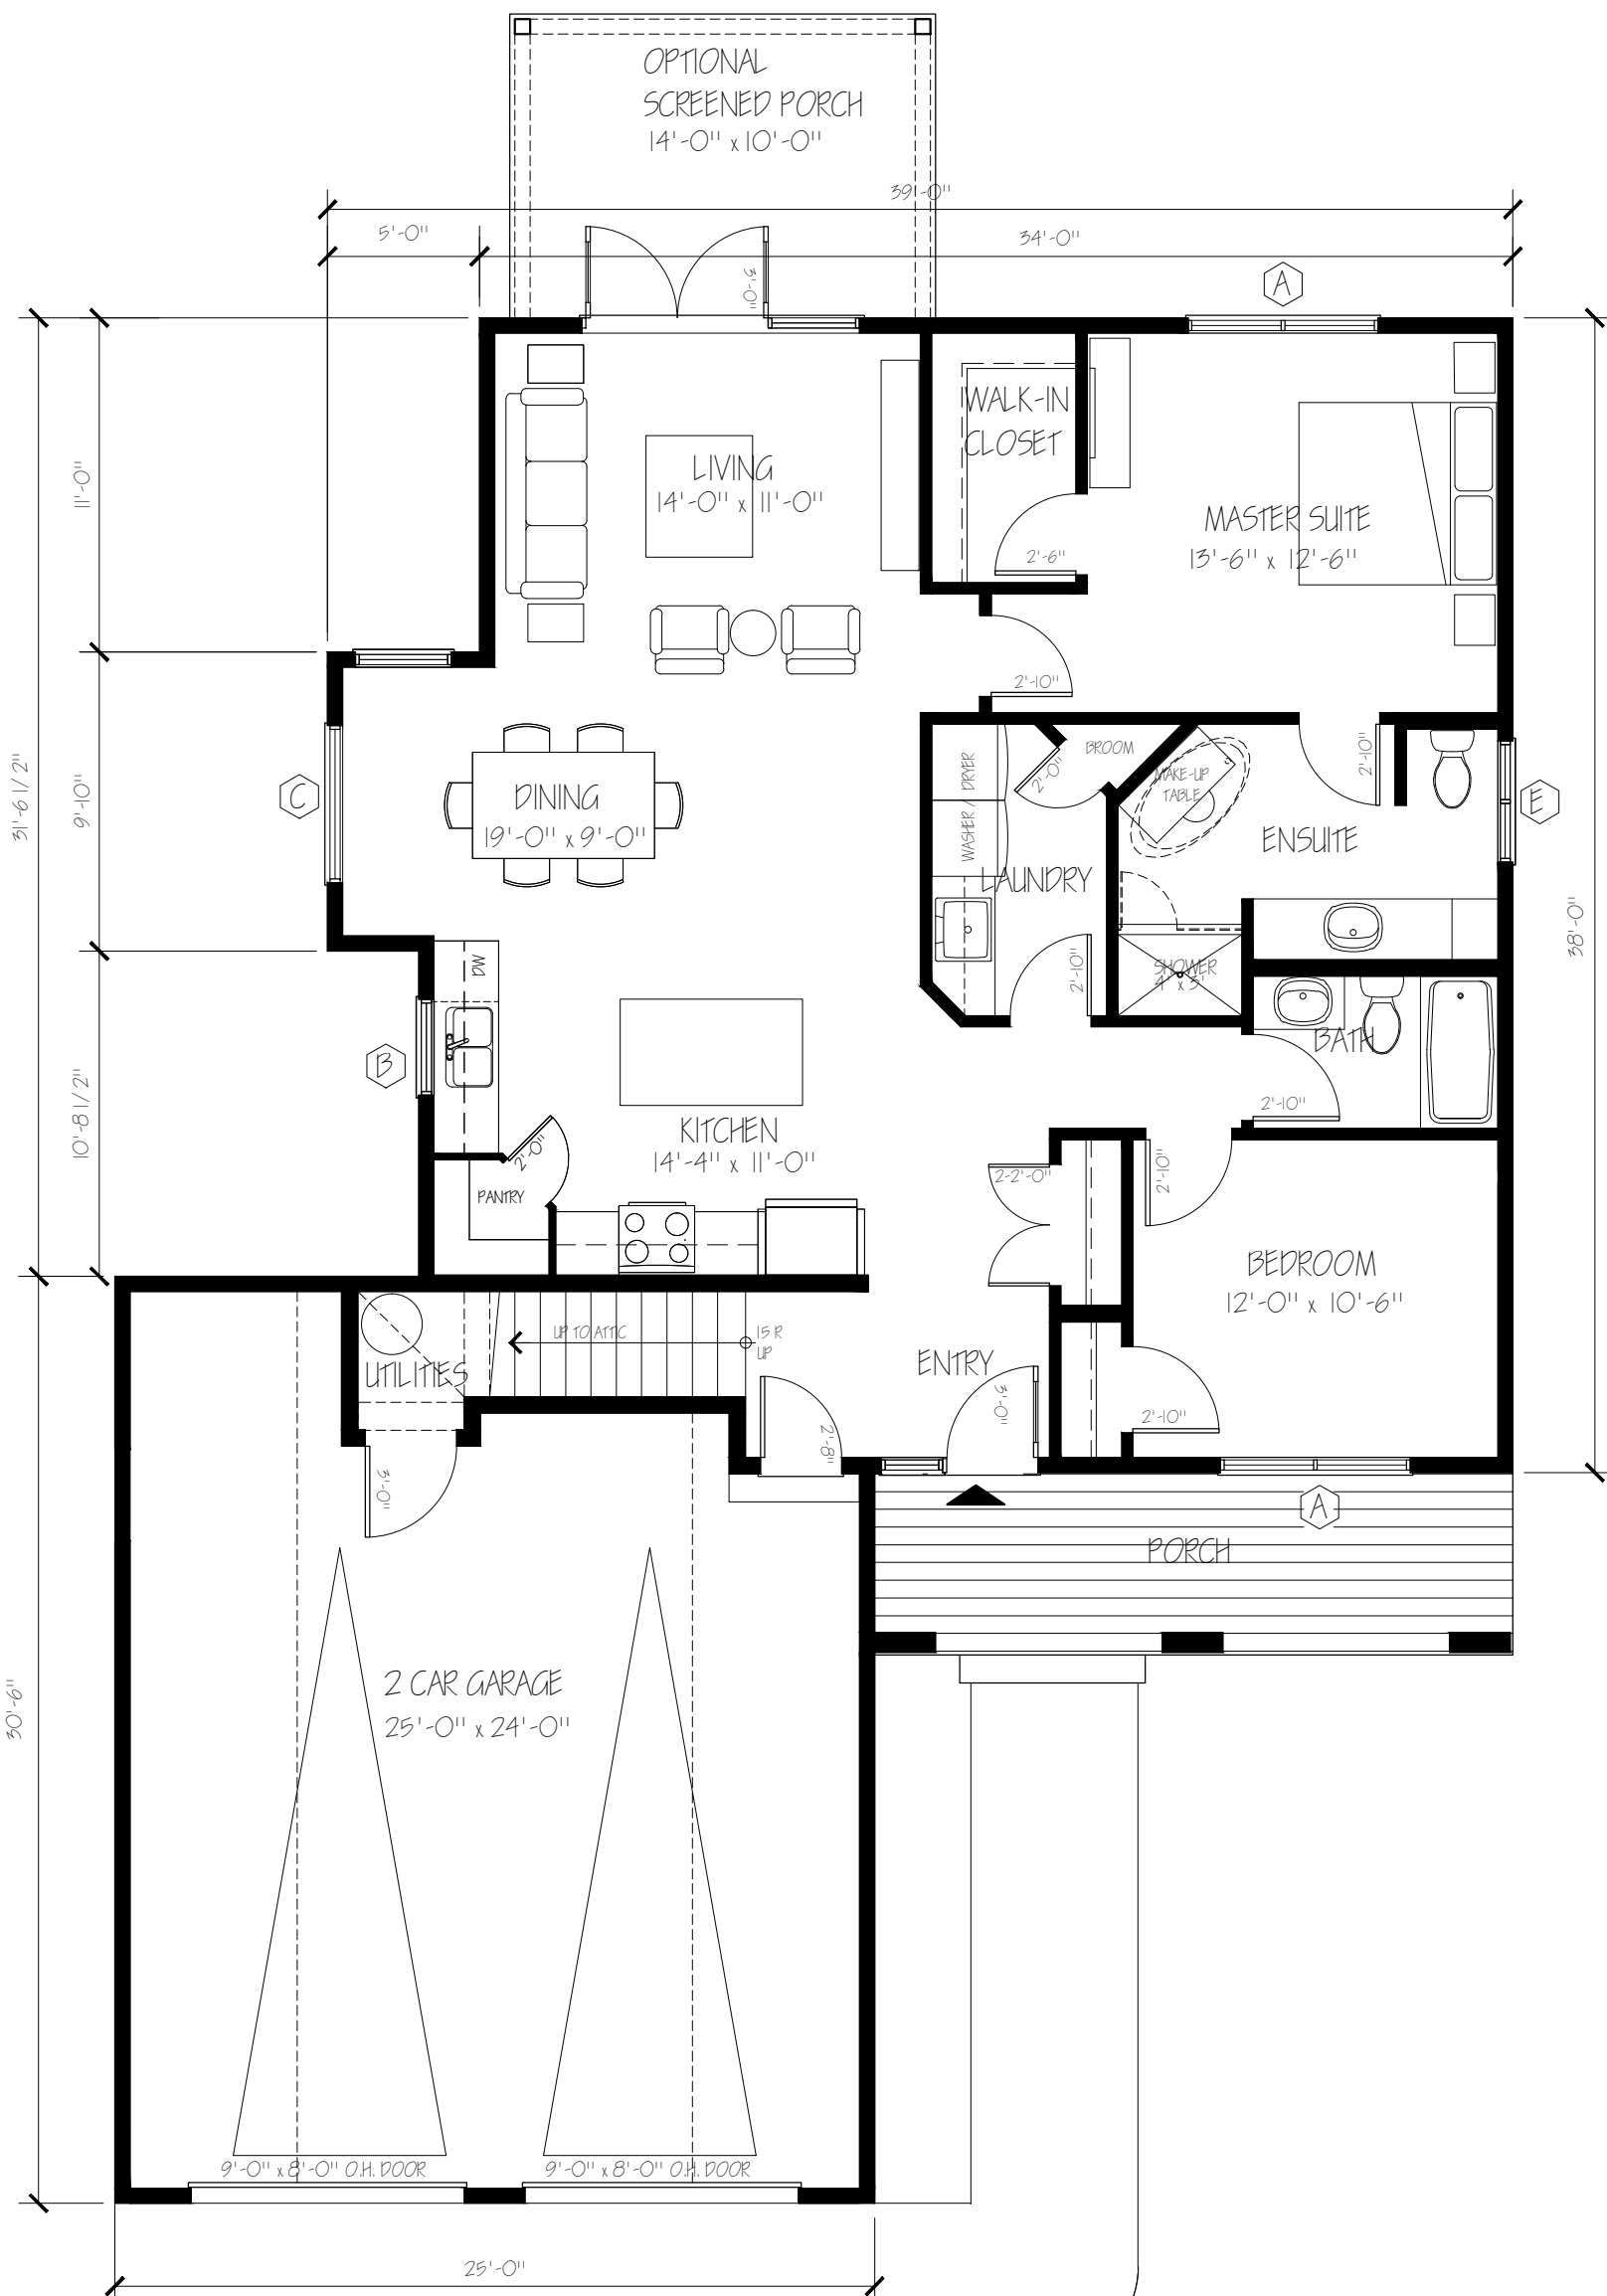 OPTIONAL
SCREENED PORCH
14'-0" x 10'-0"
39'-0"
5'-0"
34'-0"
3'-0"
A
WALK-IN
CLOSET
LIVING
14'-0" x 11'-0"
11'-0"
MASTER SUITE
13'-6" x 12'-6"
2'-6"
2'-10"
BROOM
2'-0"
DRYER
WASHER /
MAKE-UP
TABLE
2'-10"
31'-6 1/2"
9'-10"
C
DINING
19'-0" x 9'-0"
E
ENSUITE
LAUNDRY
38'-0"
DW
2'-10"
SHOWER
4' x 3'
BATH
B
10'-8 1/2"
2'-10"
KITCHEN
14'-4" x 11'-0"
2'-0"
PANTRY
2-2'-0"
2'-10"
BEDROOM
12'-0" x 10'-6"
UP TO ATTIC
15 R
UP
ENTRY
UTILITIES
3'-0"
2'-10"
2'-8"
3'-0"
A
PORCH
2 CAR GARAGE
25'-0" x 24'-0"
30'-6"
9'-0" x 8'-0" O.H. DOOR
9'-0" x 8'-0" O.H. DOOR
25'-0"